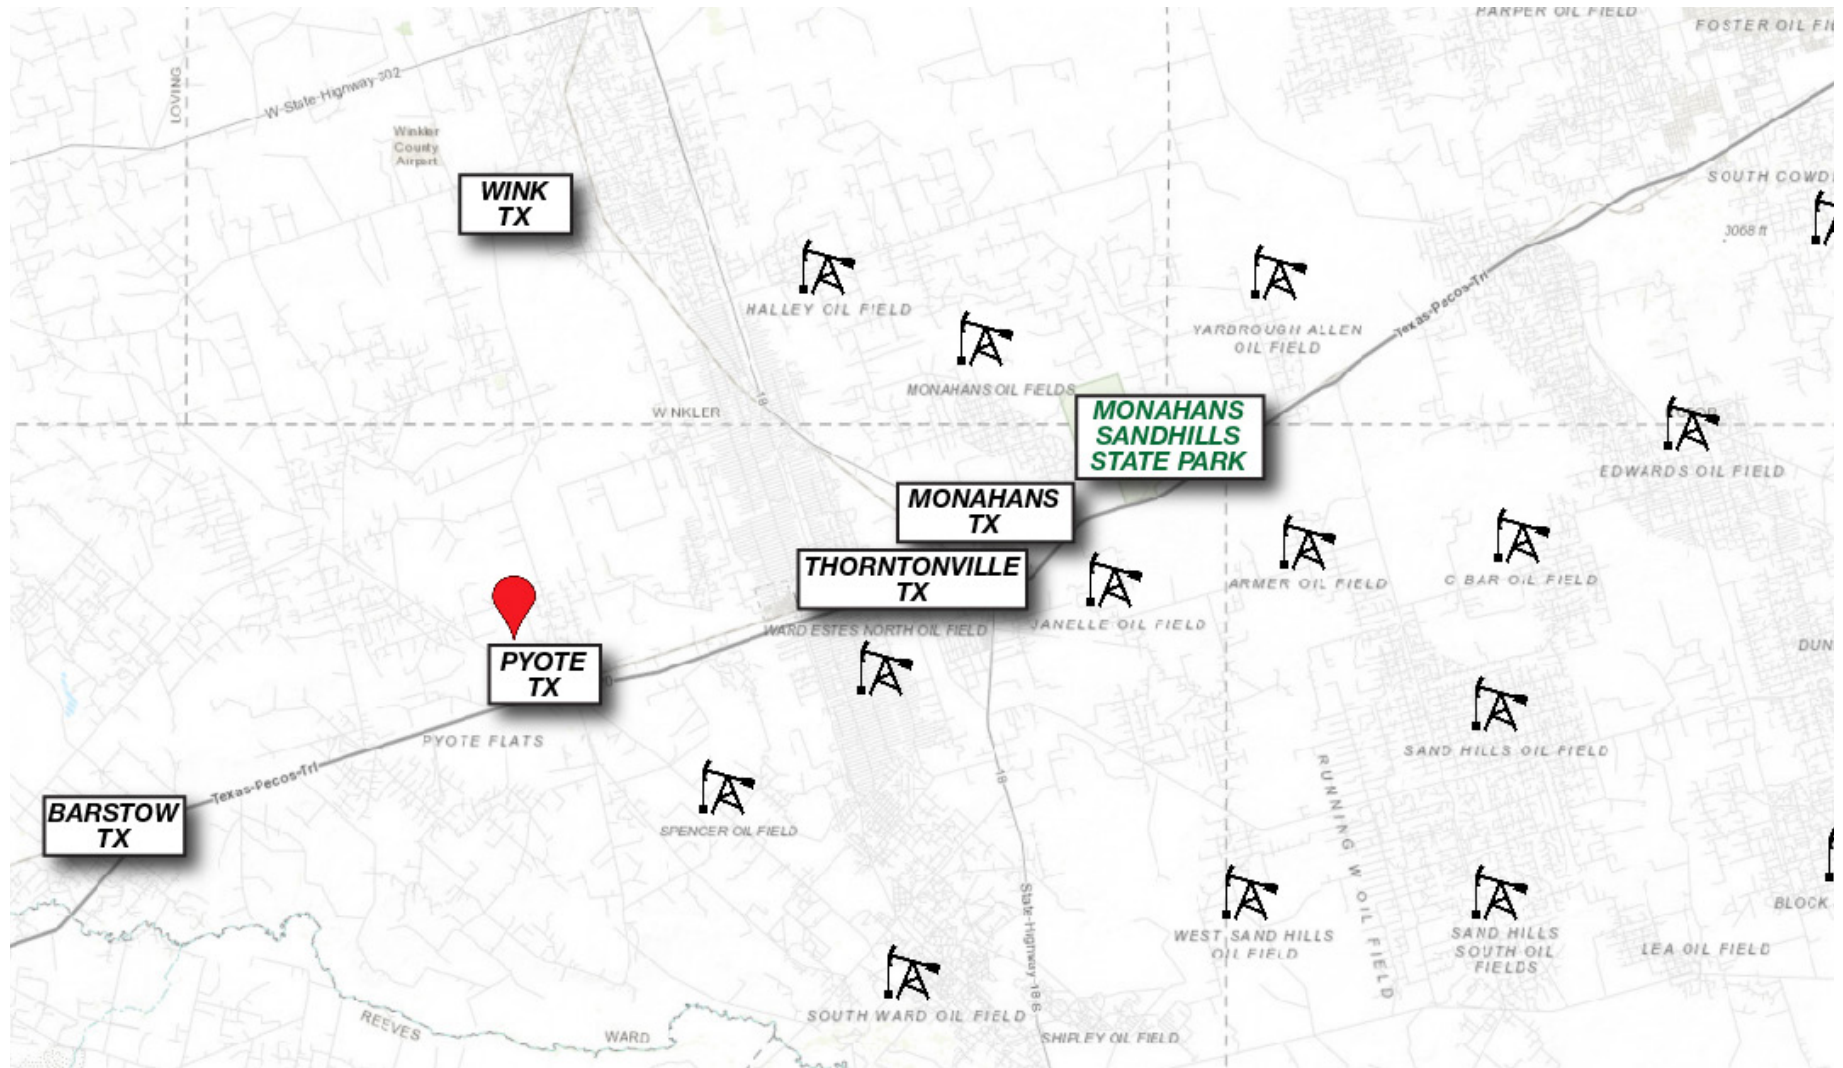 HARPER OIL FIELD
FOSTER OIL FI
LOVING
W-State-Highway-302
Winkler
County
Airport
WINK
TX
SOUTH COWD
3068 ft
HALLEY OIL FIELD
YARBROUGH ALLEN
OIL FIELD
Texas-Pecos-Trl
MONAHANS OIL FIELDS
18
WINKLER
MONAHANS
SANDHILLS
STATE PARK
EDWARDS OIL FIELD
MONAHANS
TX
THORNTONVILLE
TX
ARMER OIL FIELD
C BAR OIL FIELD
WARD ESTES NORTH OIL FIELD
JANELLE OIL FIELD
DUN
PYOTE
TX
PYOTE FLATS
SAND HILLS OIL FIELD
Texas-Pecos-Trl
18
RUNNING W OIL FIELD
BARSTOW
TX
SPENCER OIL FIELD
State-Highway-18 S
WEST SAND HILLS
OIL FIELD
SAND HILLS
SOUTH OIL
FIELDS
BLOCK
LEA OIL FIELD
SOUTH WARD OIL FIELD
REEVES
WARD
SHIPLEY OIL FIELD